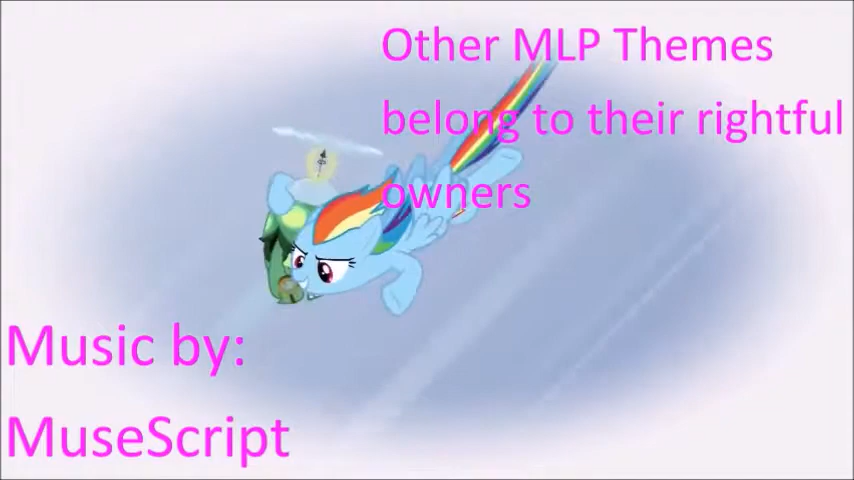 Other MLP Themes
belong to their rightful
owners
Music by:
MuseScript